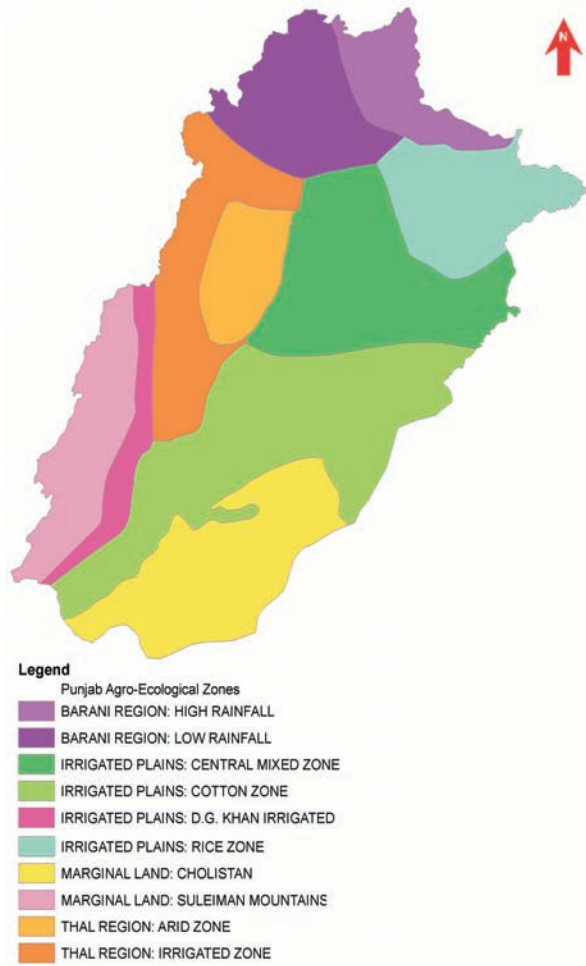 N
Legend
Punjab Agro-Ecological Zones
BARANI REGION: HIGH RAINFALL
BARANI REGION: LOW RAINFALL
IRRIGATED PLAINS: CENTRAL MIXED ZONE
IRRIGATED PLAINS: COTTON ZONE
IRRIGATED PLAINS: D.G. KHAN IRRIGATED
IRRIGATED PLAINS: RICE ZONE
MARGINAL LAND: CHOLISTAN
MARGINAL LAND: SULEIMAN MOUNTAINS
THAL REGION: ARID ZONE
THAL REGION: IRRIGATED ZONE